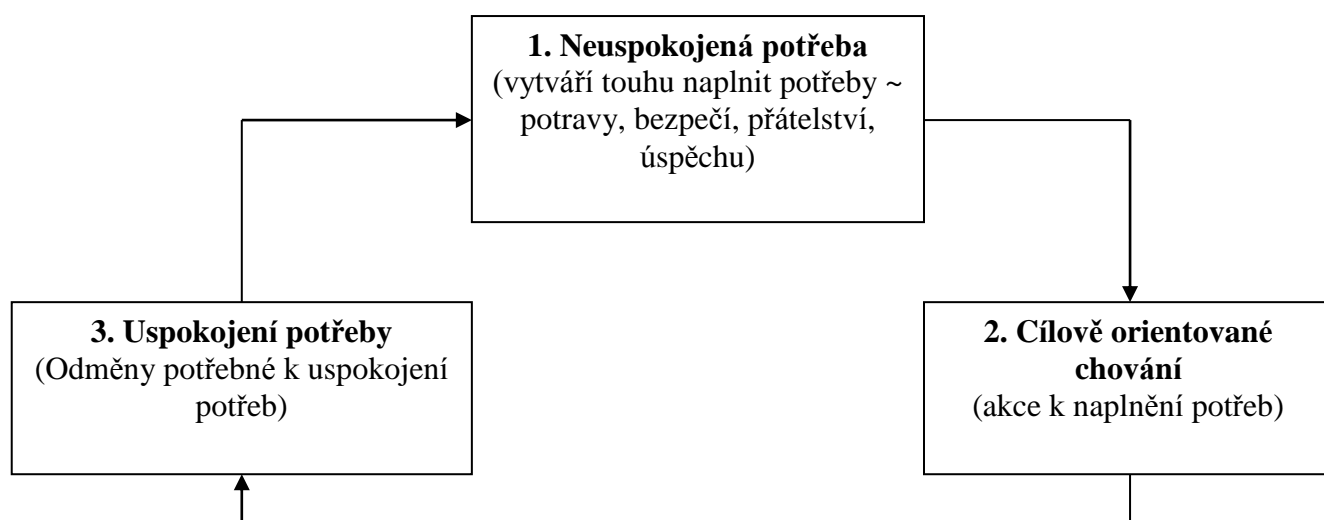 1. Neuspokojená potřeba
(vytváří touhu naplnit potřeby ~
potravy, bezpečí, přátelství,
úspěchu)
3. Uspokojení potřeby
(Odměny potřebné k uspokojení
potřeb)
2. Cílově orientované
chování
(akce k naplnění potřeb)